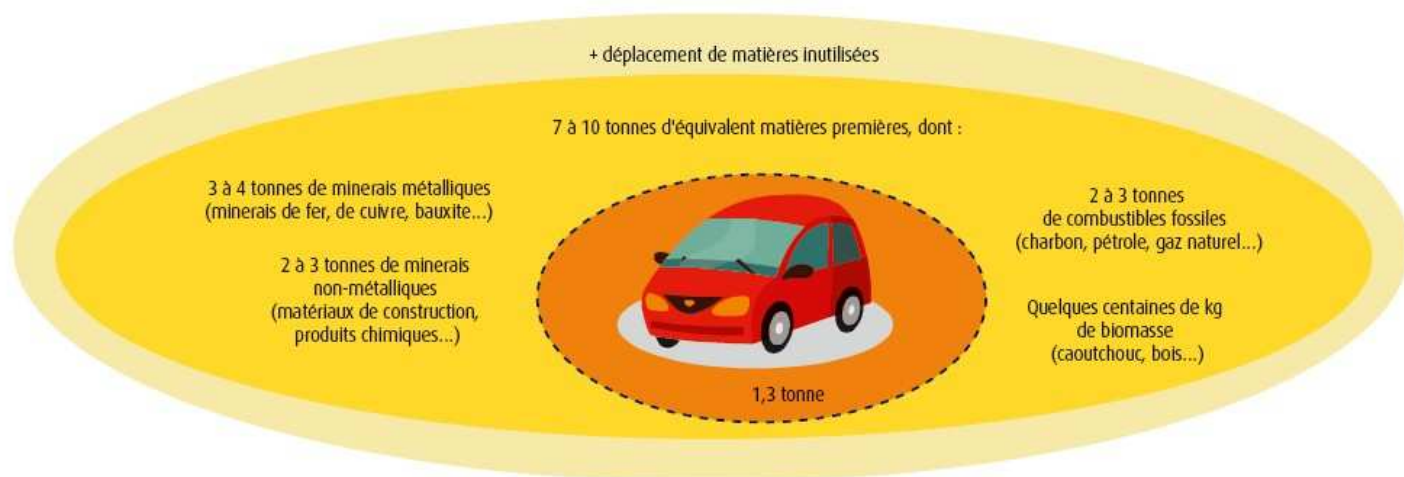 + déplacement de matières inutilisées
7 à 10 tonnes d'équivalent matières premières, dont :
3 à 4 tonnes de minerais métalliques
(minerais de fer, de cuivre, bauxite...)
2 à 3 tonnes de minerais
non-métalliques
(matériaux de construction,
produits chimiques...)
2 à 3 tonnes
de combustibles fossiles
(charbon, pétrole, gaz naturel...)
Quelques centaines de kg
de biomasse
(caoutchouc, bois...)
1,3 tonne